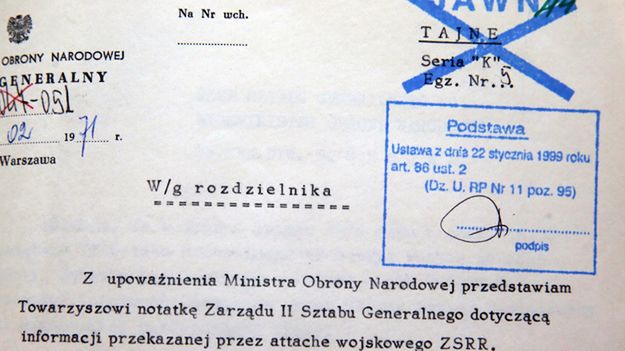 OBRONY NARODOWEJ
GENERALNY
051
02 1971 r.
Warszawa
Na Nr wch.
JAWN
TAJNE
Seria "K"
Egz. Nr. 5
Podstawa
Ustawa z dnia 22 stycznia 1999 roku
art. 86 ust. 2
(Dz. U. RP Nr 11 poz. 95)
podpis
W/g rozdzielnika
Z upoważnienia Ministra Obrony Narodowej przedstawiam
Towarzyszowi notatkę Zarządu II Sztabu Generalnego dotyczącą
informacji przekazanej przez attache wojskowego ZSRR.